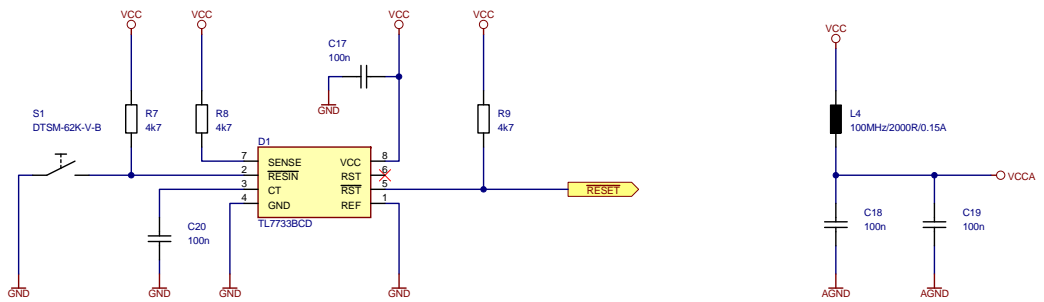 VCC
VCC
VCC
VCC
VCC
C17
100n
GND
S1
DTSM-62K-V-B
R7
4k7
R8
4k7
R9
4k7
L4
100MHz/2000R/0.15A
D1
7 SENSE VCC 8
2 RESIN RST 6
3 CT RST 5
4 GND REF 1
TL7733BCD
RESET
VCCA
C20
100n
C18
100n
C19
100n
GND
GND
GND
GND
AGND
AGND